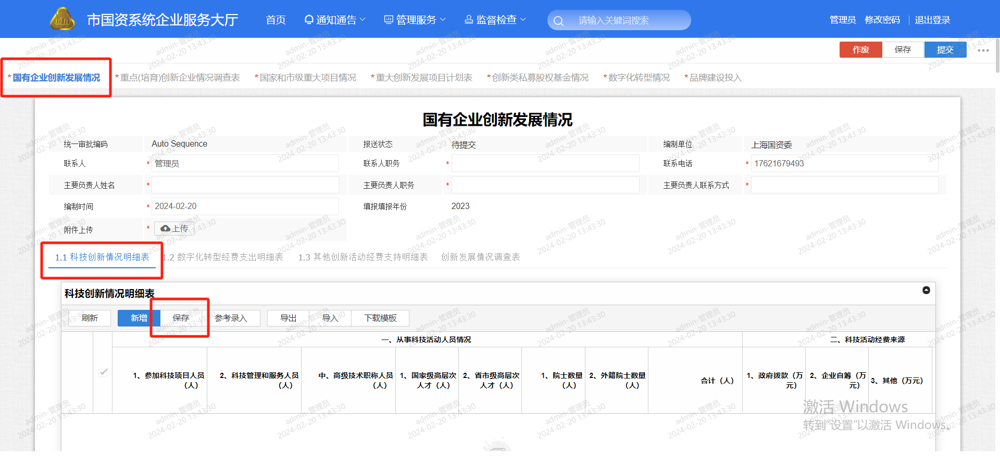 市国资系统企业服务大厅 首页 通知通告 管理服务 监督检查 请输入关键词搜索 管理员 修改密码 退出登录
作废 保存 提交
*国有企业创新发展情况 *重点(培育)创新企业情况调查表 *国家和市级重大项目情况 *重大创新发展项目计划表 *创新类私募股权基金情况 *数字化转型情况 *品牌建设投入
国有企业创新发展情况
统一审批编码 Auto Sequence 报送状态 待提交 编制单位 上海国资委
联系人 * 管理员 联系人职务 * 联系电话 * 17621679493
主要负责人姓名 * 主要负责人职务 * 主要负责人联系方式 *
编制时间 * 2024-02-20 填报填报年份 2023
附件上传 * 上传
1.1 科技创新情况明细表 1.2 数字化转型经费支出明细表 1.3 其他创新活动经费支持明细表 创新发展情况调查表
科技创新情况明细表
刷新 新增 保存 参考录入 导出 导入 下载模板
一、从事科技活动人员情况 二、科技活动经费来源
1、参加科技项目人员（人） 2、科技管理和服务人员（人） 中、高级技术职称人员（人） 1、国家级高层次人才（人） 2、省市级高层次人才（人） 1、院士数量（人） 2、外籍院士数量（人） 合计（人） 1、政府拨款（万元） 2、企业自筹（万元） 3、其他（万元）
激活 Windows
转到"设置"以激活 Windows。
admin-管理员
2024-02-20 13:43:30